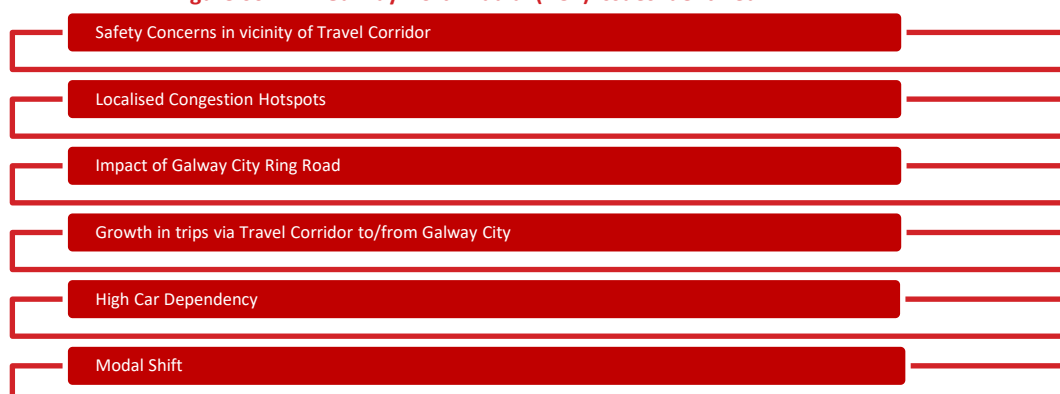 Safety Concerns in vicinity of Travel Corridor
Localised Congestion Hotspots
Impact of Galway City Ring Road
Growth in trips via Travel Corridor to/from Galway City
High Car Dependency
Modal Shift